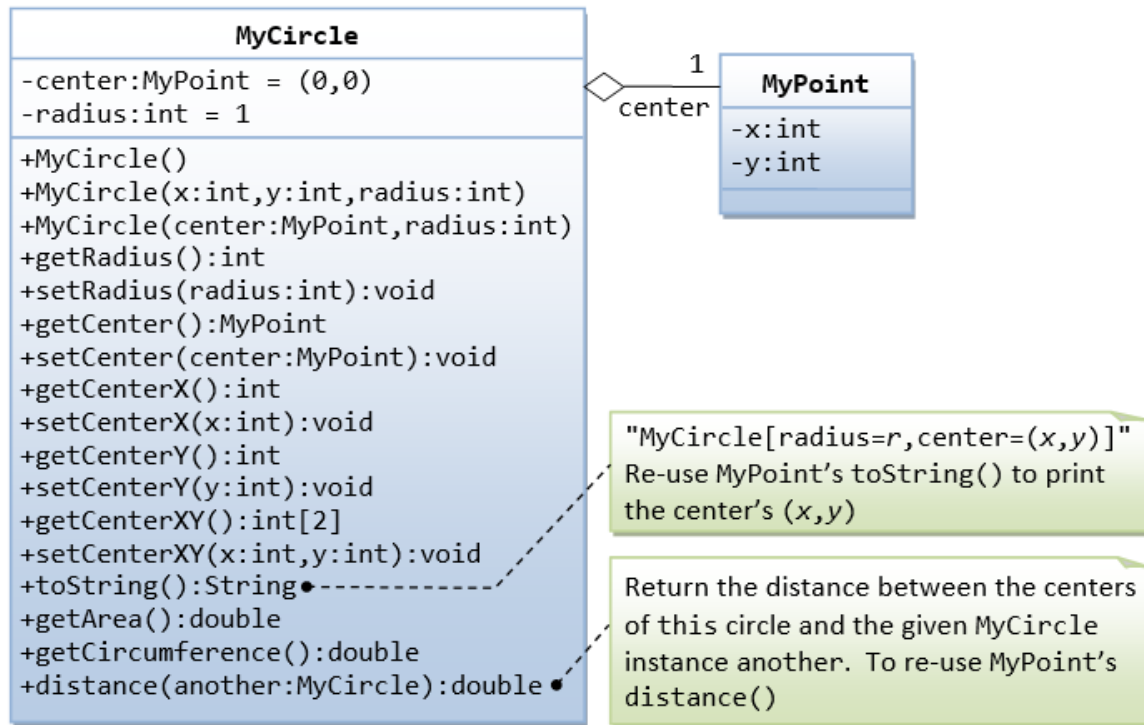 MyCircle
-center:MyPoint = (0,0)
-radius:int = 1
+MyCircle()
+MyCircle(x:int,y:int,radius:int)
+MyCircle(center:MyPoint,radius:int)
+getRadius():int
+setRadius(radius:int):void
+getCenter():MyPoint
+setCenter(center:MyPoint):void
+getCenterX():int
+setCenterX(x:int):void
+getCenterY():int
+setCenterY(y:int):void
+getCenterXY():int[2]
+setCenterXY(x:int,y:int):void
+toString():String
+getArea():double
+getCircumference():double
+distance(another:MyCircle):double
1
center
MyPoint
-x:int
-y:int
"MyCircle[radius=r,center=(x,y)]"
Re-use MyPoint's toString() to print
the center's (x,y)
Return the distance between the centers
of this circle and the given MyCircle
instance another. To re-use MyPoint's
distance()